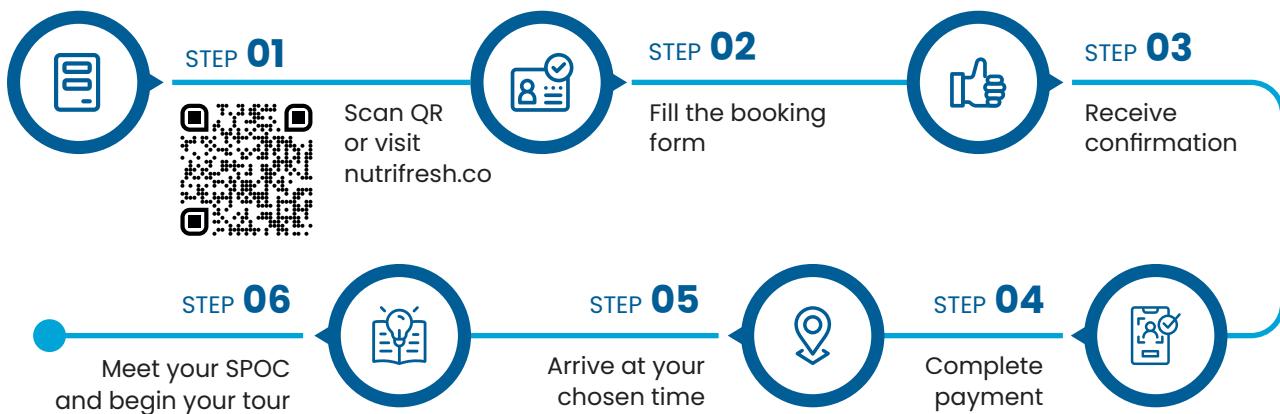 STEP 01
Scan QR
or visit
nutrifresh.co
STEP 02
Fill the booking
form
STEP 03
Receive
confirmation
STEP 04
Complete
payment
STEP 05
Arrive at your
chosen time
STEP 06
Meet your SPOC
and begin your tour